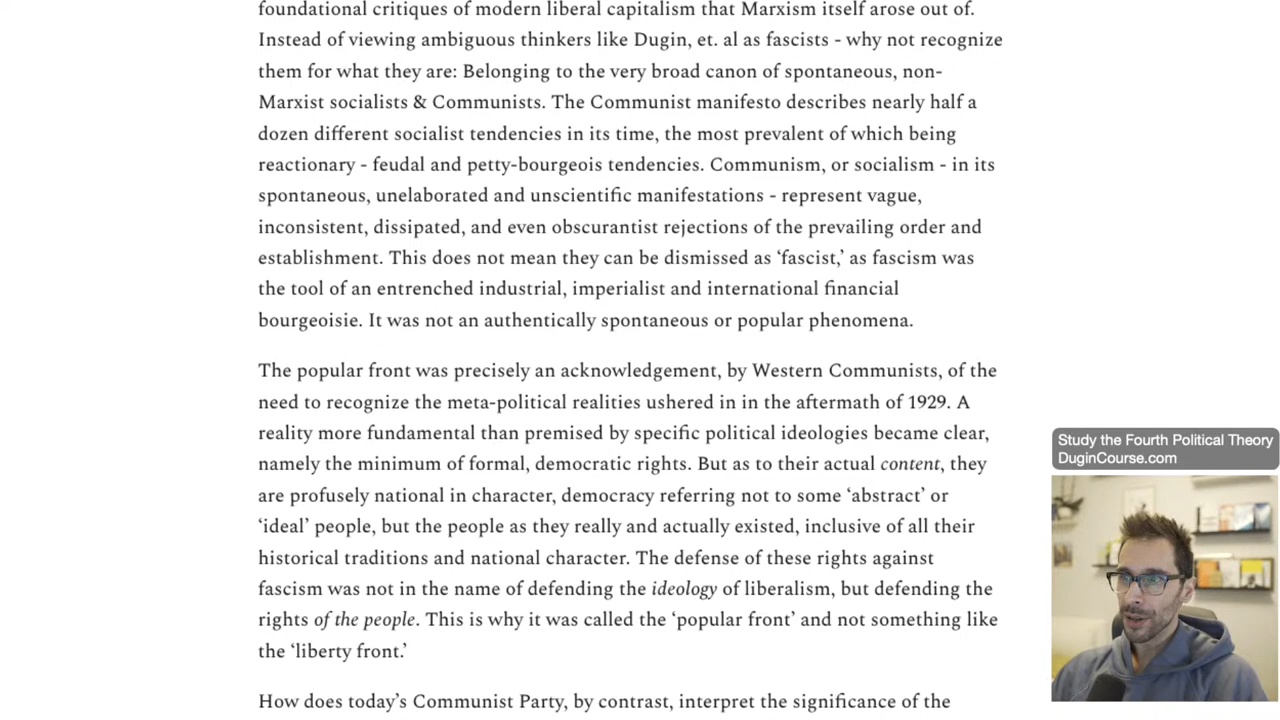 foundational critiques of modern liberal capitalism that Marxism itself arose out of.
Instead of viewing ambiguous thinkers like Dugin, et. al as fascists - why not recognize
them for what they are: Belonging to the very broad canon of spontaneous, non-
Marxist socialists & Communists. The Communist manifesto describes nearly half a
dozen different socialist tendencies in its time, the most prevalent of which being
reactionary - feudal and petty-bourgeois tendencies. Communism, or socialism - in its
spontaneous, unelaborated and unscientific manifestations - represent vague,
inconsistent, dissipated, and even obscurantist rejections of the prevailing order and
establishment. This does not mean they can be dismissed as ‘fascist,’ as fascism was
the tool of an entrenched industrial, imperialist and international financial
bourgeoisie. It was not an authentically spontaneous or popular phenomena.
The popular front was precisely an acknowledgement, by Western Communists, of the
need to recognize the meta-political realities ushered in in the aftermath of 1929. A
reality more fundamental than premised by specific political ideologies became clear,
namely the minimum of formal, democratic rights. But as to their actual content, they
are profusely national in character, democracy referring not to some ‘abstract’ or
‘ideal’ people, but the people as they really and actually existed, inclusive of all their
historical traditions and national character. The defense of these rights against
fascism was not in the name of defending the ideology of liberalism, but defending the
rights of the people. This is why it was called the ‘popular front’ and not something like
the ‘liberty front.’
How does today’s Communist Party, by contrast, interpret the significance of the
Study the Fourth Political Theory
DuginCourse.com